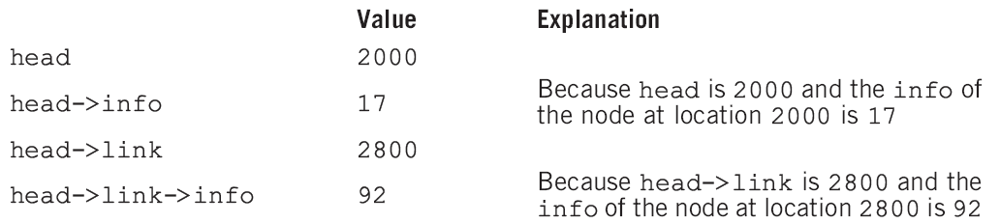 Value Explanation
head 2000
head->info 17 Because head is 2000 and the info of
the node at location 2000 is 17
head->link 2800
head->link->info 92 Because head->link is 2800 and the
info of the node at location 2800 is 92